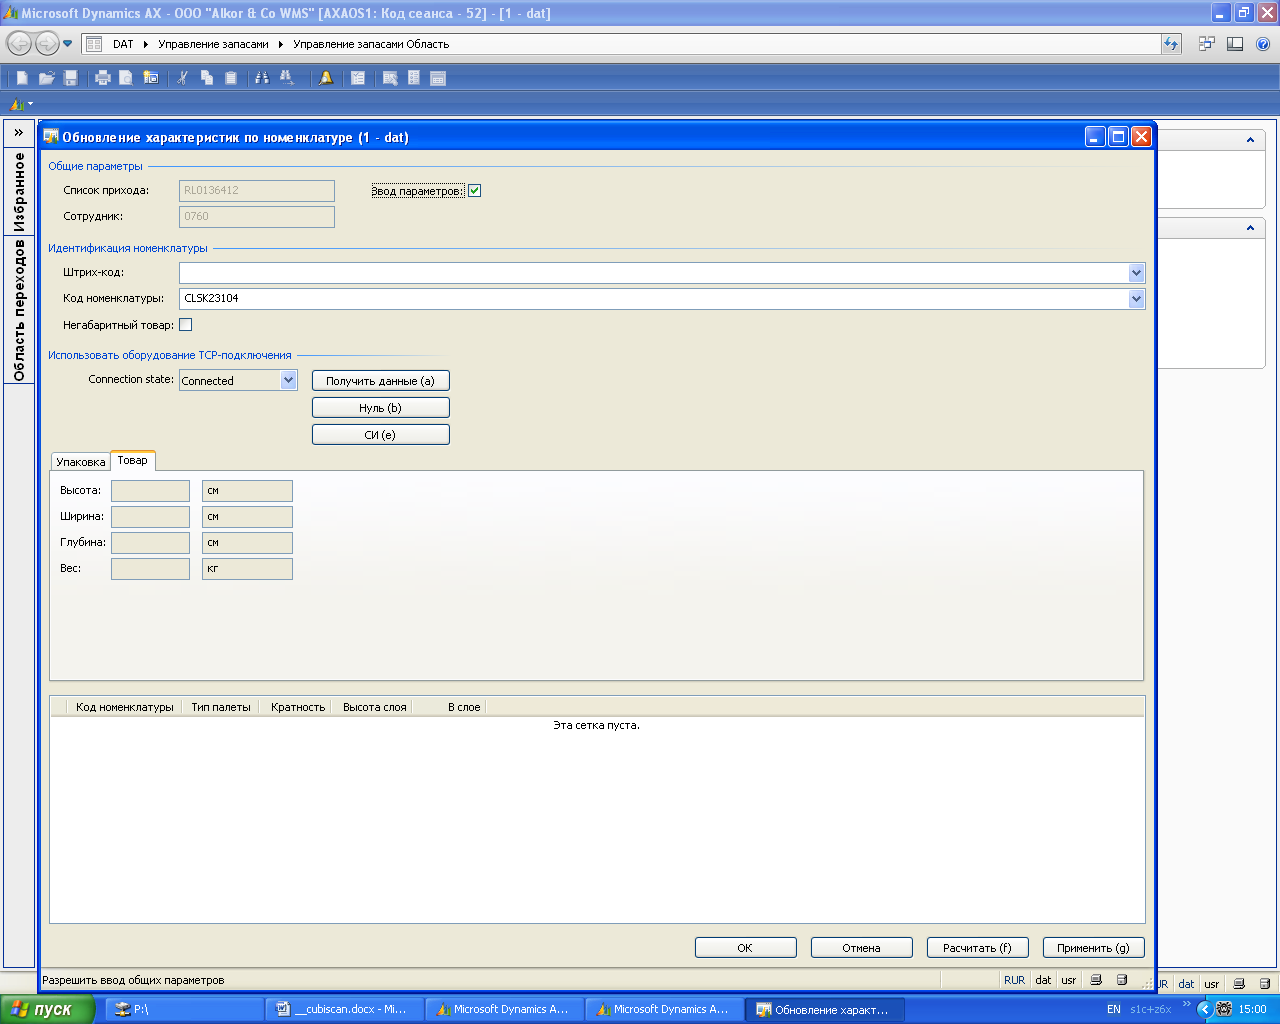 Microsoft Dynamics AX - ООО "Alkor & Co WMS" [AXAOS1: Код сеанса - 52] - [1 - dat]
DAT
Управление запасами
Управление запасами Область
»
Избранное
Область переходов
Обновление характеристик по номенклатуре (1 - dat)
Общие параметры
Список прихода: RL0136412 Ввод параметров:
Сотрудник: 0760
Идентификация номенклатуры
Штрих-код:
Код номенклатуры: CLSK23104
Негабаритный товар:
Использовать оборудование TCP-подключения
Connection state: Connected Получить данные (a)
Нуль (b)
СИ (e)
Упаковка Товар
Высота: см
Ширина: см
Глубина: см
Вес: кг
Код номенклатуры Тип палеты Кратность Высота слоя В слое
Эта сетка пуста.
OK Отмена Расчитать (f) Применить (g)
Разрешить ввод общих параметров RUR dat usr
UR dat usr
пуск P:\ __cubiscan.docx - Mi... Microsoft Dynamics A... Microsoft Dynamics A... Обновление характ... EN s1c+z6x » 15:00